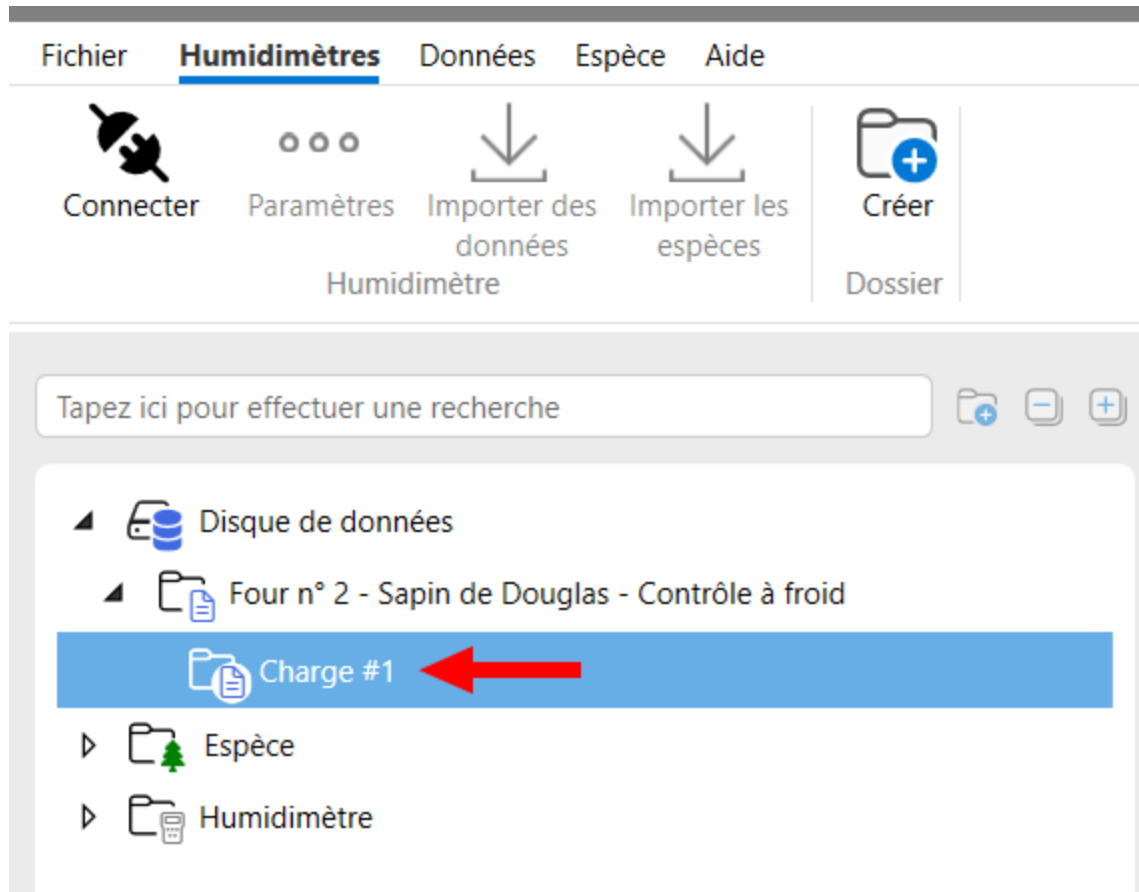 Fichier Humidimètres Données Espèce Aide
Connecter Paramètres Importer des données Importer les espèces Créer
Humidimètre Dossier
Tapez ici pour effectuer une recherche
Disque de données
Four n° 2 - Sapin de Douglas - Contrôle à froid
Charge #1
Espèce
Humidimètre